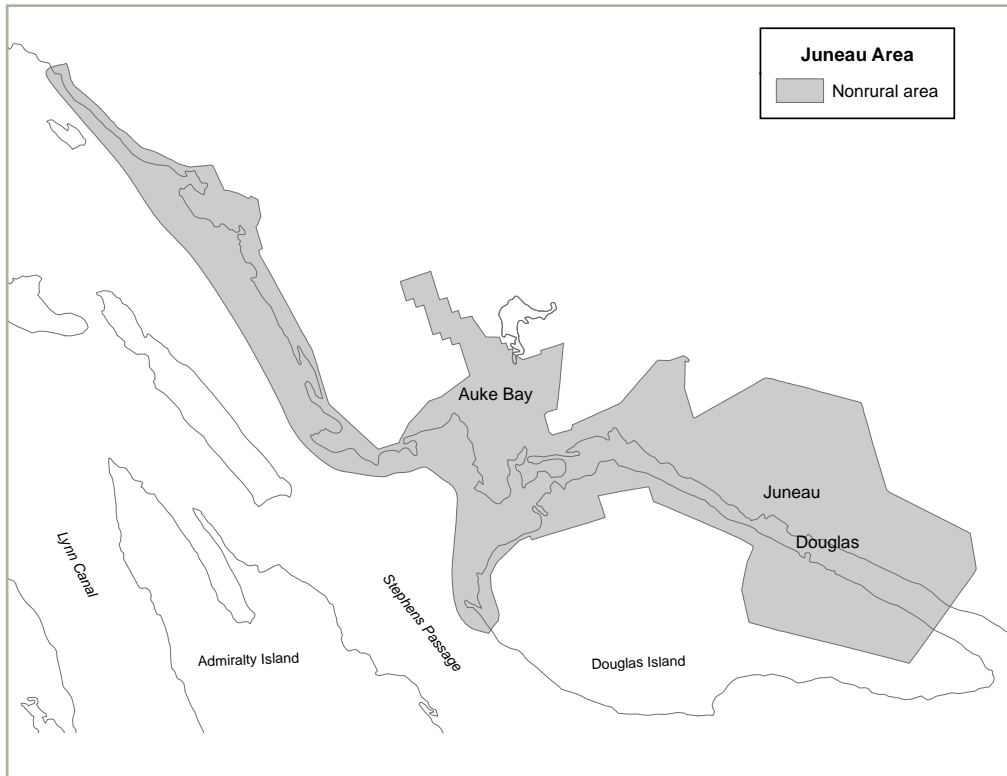 Juneau Area
Nonrural area
Auke Bay
Juneau
Douglas
Lynn Canal
Stephens Passage
Admiralty Island
Douglas Island